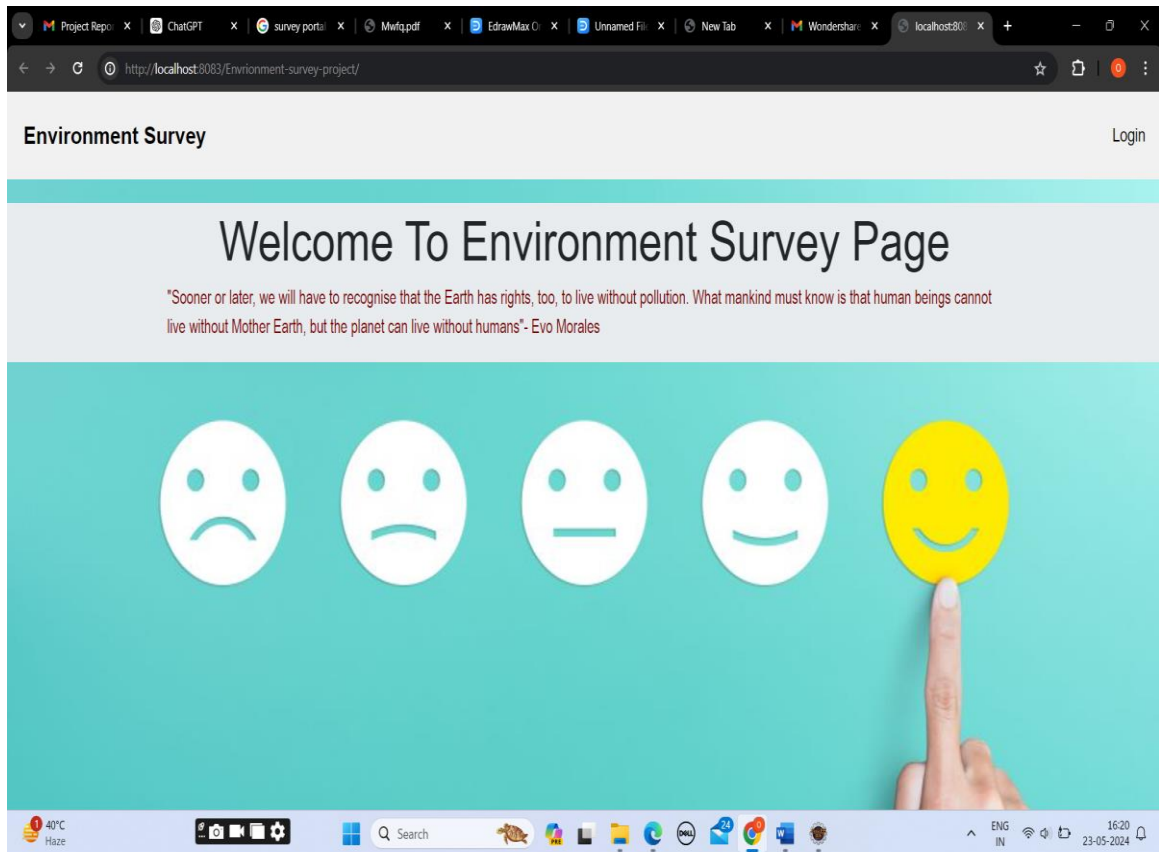 Project Repo
ChatGPT
survey portal
Mwfq.pdf
EdrawMax O
Unnamed Fil
New Tab
Wondershare
localhost:808
http://localhost:8083/Envrionment-survey-project/
Environment Survey
Login
Welcome To Environment Survey Page
"Sooner or later, we will have to recognise that the Earth has rights, too, to live without pollution. What mankind must know is that human beings cannot
live without Mother Earth, but the planet can live without humans"- Evo Morales
1
40°C
Haze
Search
PRE
DELL
24
ENG
IN
16:20
23-05-2024